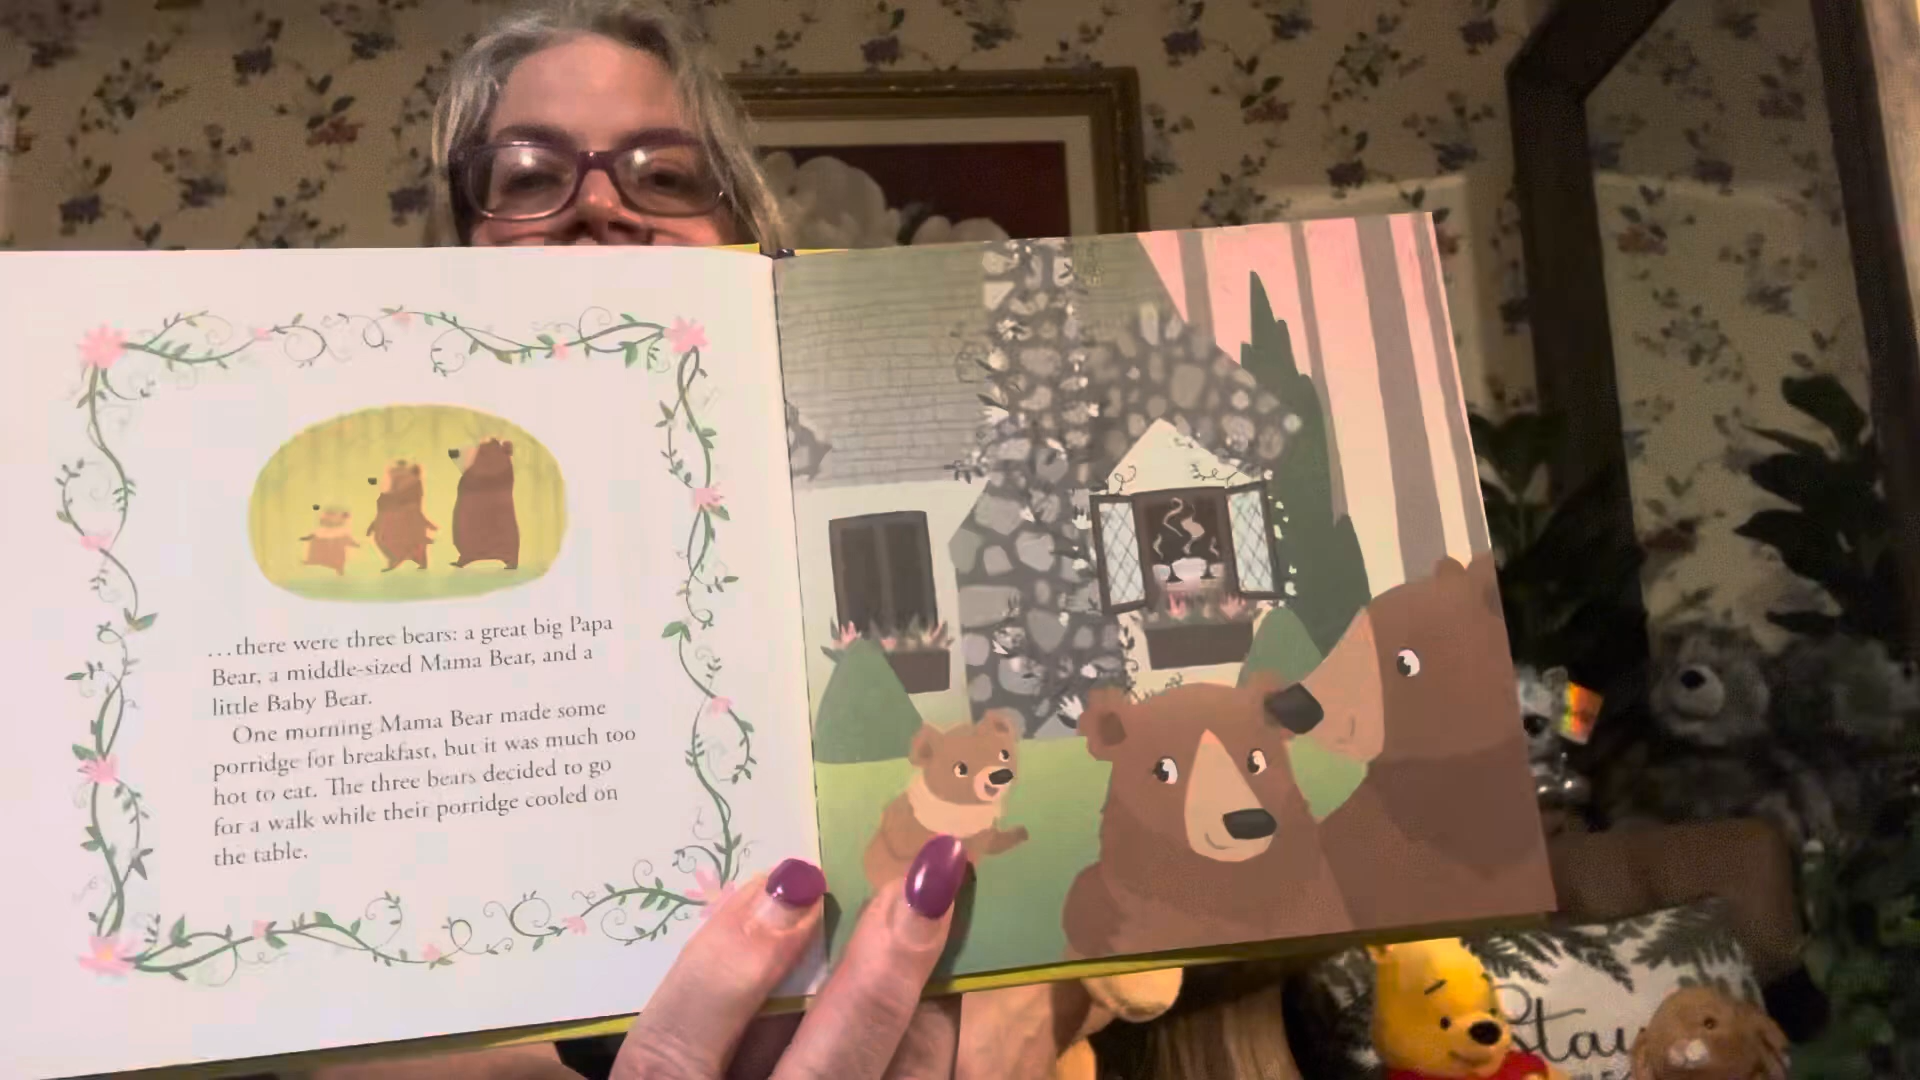 ...there were three bears: a great big Papa
Bear, a middle-sized Mama Bear, and a
little Baby Bear.
One morning Mama Bear made some
porridge for breakfast, but it was much too
hot to eat. The three bears decided to go
for a walk while their porridge cooled on
the table.
Stay